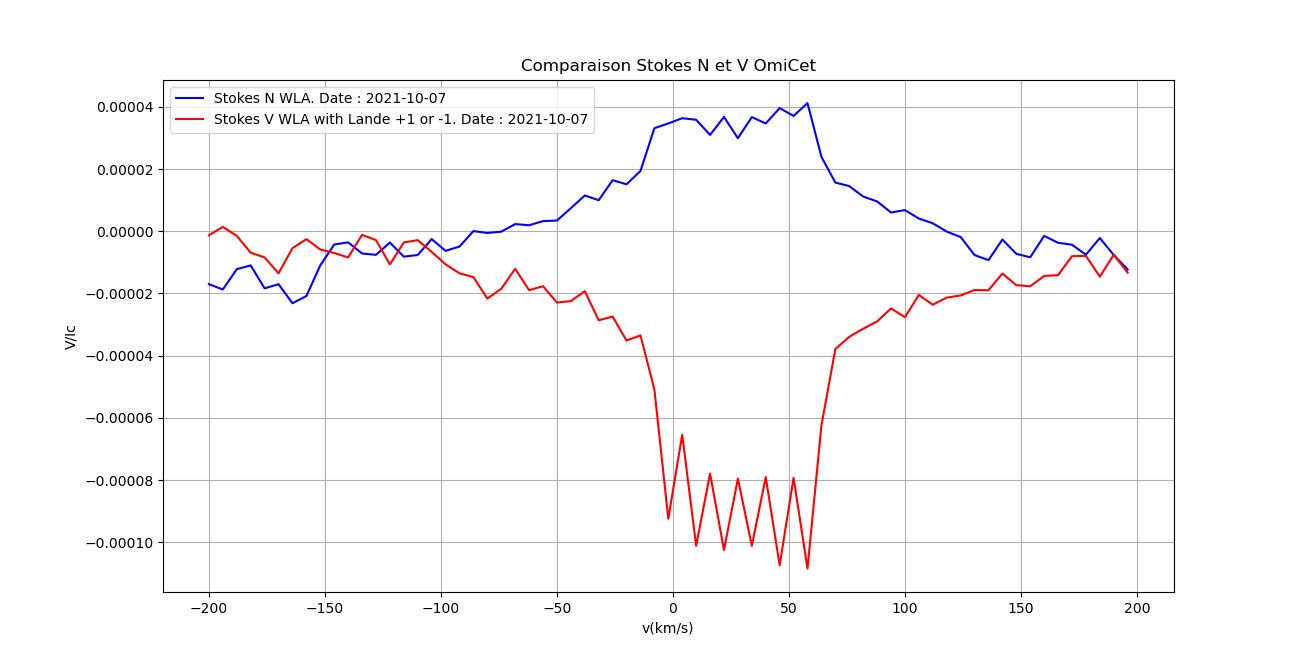 Comparaison Stokes N et V OmiCet
Stokes N WLA. Date : 2021-10-07
Stokes V WLA with Lande +1 or -1. Date : 2021-10-07
0.00004
0.00002
0.00000
−0.00002
−0.00004
−0.00006
−0.00008
−0.00010
V/Ic
−200 −150 −100 −50 0 50 100 150 200
v(km/s)